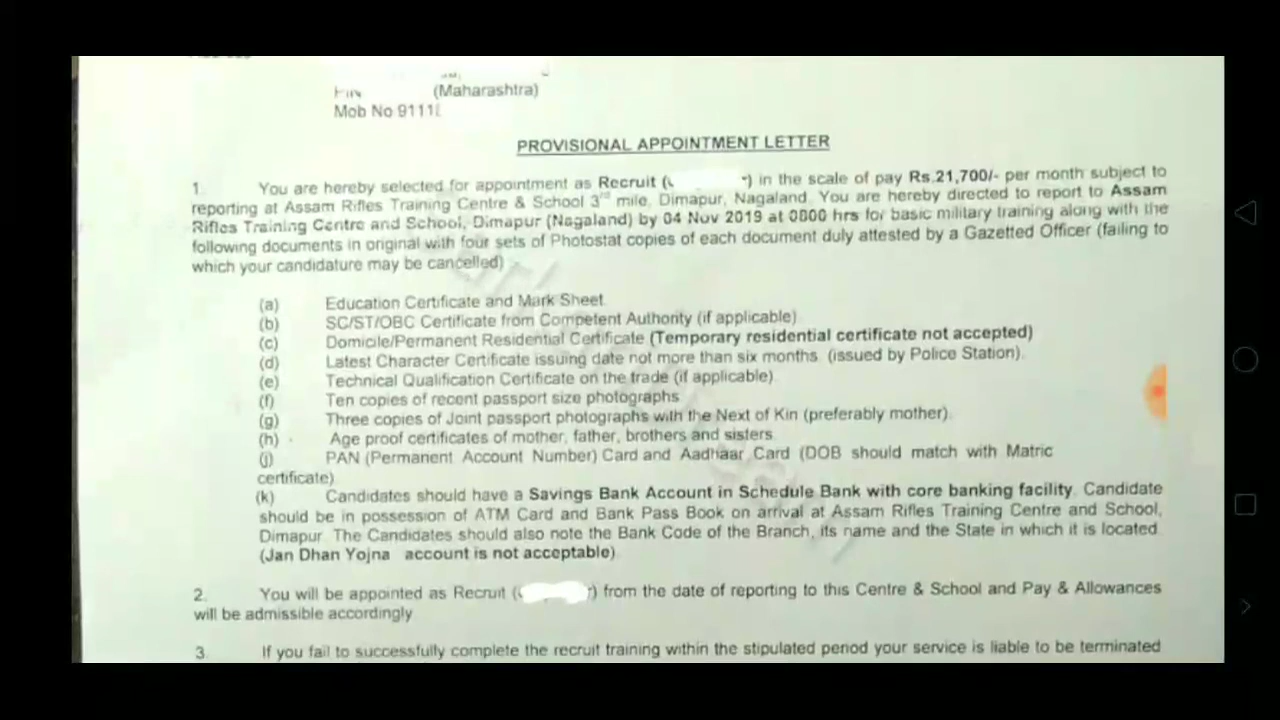 (Maharashtra)
Mob No 9111
PROVISIONAL APPOINTMENT LETTER
1. You are hereby selected for appointment as Recruit ( ) in the scale of pay Rs.21,700/- per month subject to
reporting at Assam Rifles Training Centre & School 3rd mile, Dimapur, Nagaland. You are hereby directed to report to Assam
Rifles Training Centre and School, Dimapur (Nagaland) by 04 Nov 2019 at 0800 hrs for basic military training along with the
following documents in original with four sets of Photostat copies of each document duly attested by a Gazetted Officer (failing to
which your candidature may be cancelled)
(a) Education Certificate and Mark Sheet.
(b) SC/ST/OBC Certificate from Competent Authority (if applicable)
(c) Domicile/Permanent Residential Certificate (Temporary residential certificate not accepted)
(d) Latest Character Certificate issuing date not more than six months (issued by Police Station).
(e) Technical Qualification Certificate on the trade (if applicable)
(f) Ten copies of recent passport size photographs
(g) Three copies of Joint passport photographs with the Next of Kin (preferably mother).
(h) Age proof certificates of mother, father, brothers and sisters
(j) PAN (Permanent Account Number) Card and Aadhaar Card (DOB should match with Matric
certificate)
(k) Candidates should have a Savings Bank Account in Schedule Bank with core banking facility. Candidate
should be in possession of ATM Card and Bank Pass Book on arrival at Assam Rifles Training Centre and School,
Dimapur. The Candidates should also note the Bank Code of the Branch, its name and the State in which it is located.
(Jan Dhan Yojna account is not acceptable)
2. You will be appointed as Recruit ( ) from the date of reporting to this Centre & School and Pay & Allowances
will be admissible accordingly
3. If you fail to successfully complete the recruit training within the stipulated period your service is liable to be terminated